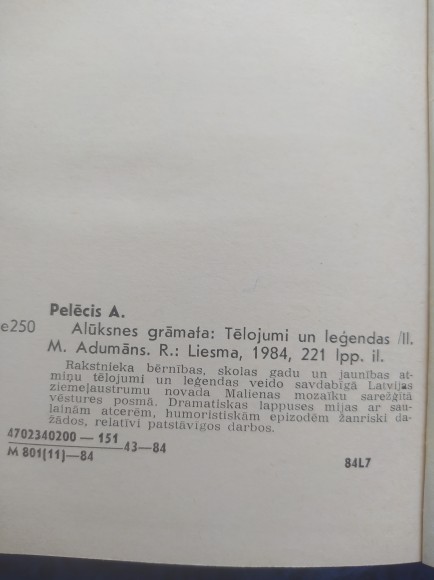 Pelēcis A.
e250 Alūksnes grāmata: Tēlojumi un leģendas /Il.
M. Adumāns. R.: Liesma, 1984, 221 lpp. il.
Rakstnieka bērnības, skolas gadu un jaunības at-
miņu tēlojumi un leģendas veido savdabīgā Latvijas
ziemeļaustrumu novada Malienas mozaīku sarežģītā
vēstures posmā. Dramatiskas lappuses mijas ar sau-
lainām atcerēm, humoristiskām epizodēm žanriski da-
žādos, relatīvi patstāvīgos darbos.
4702340200—151
43—84
M 801(11)—84
84L7